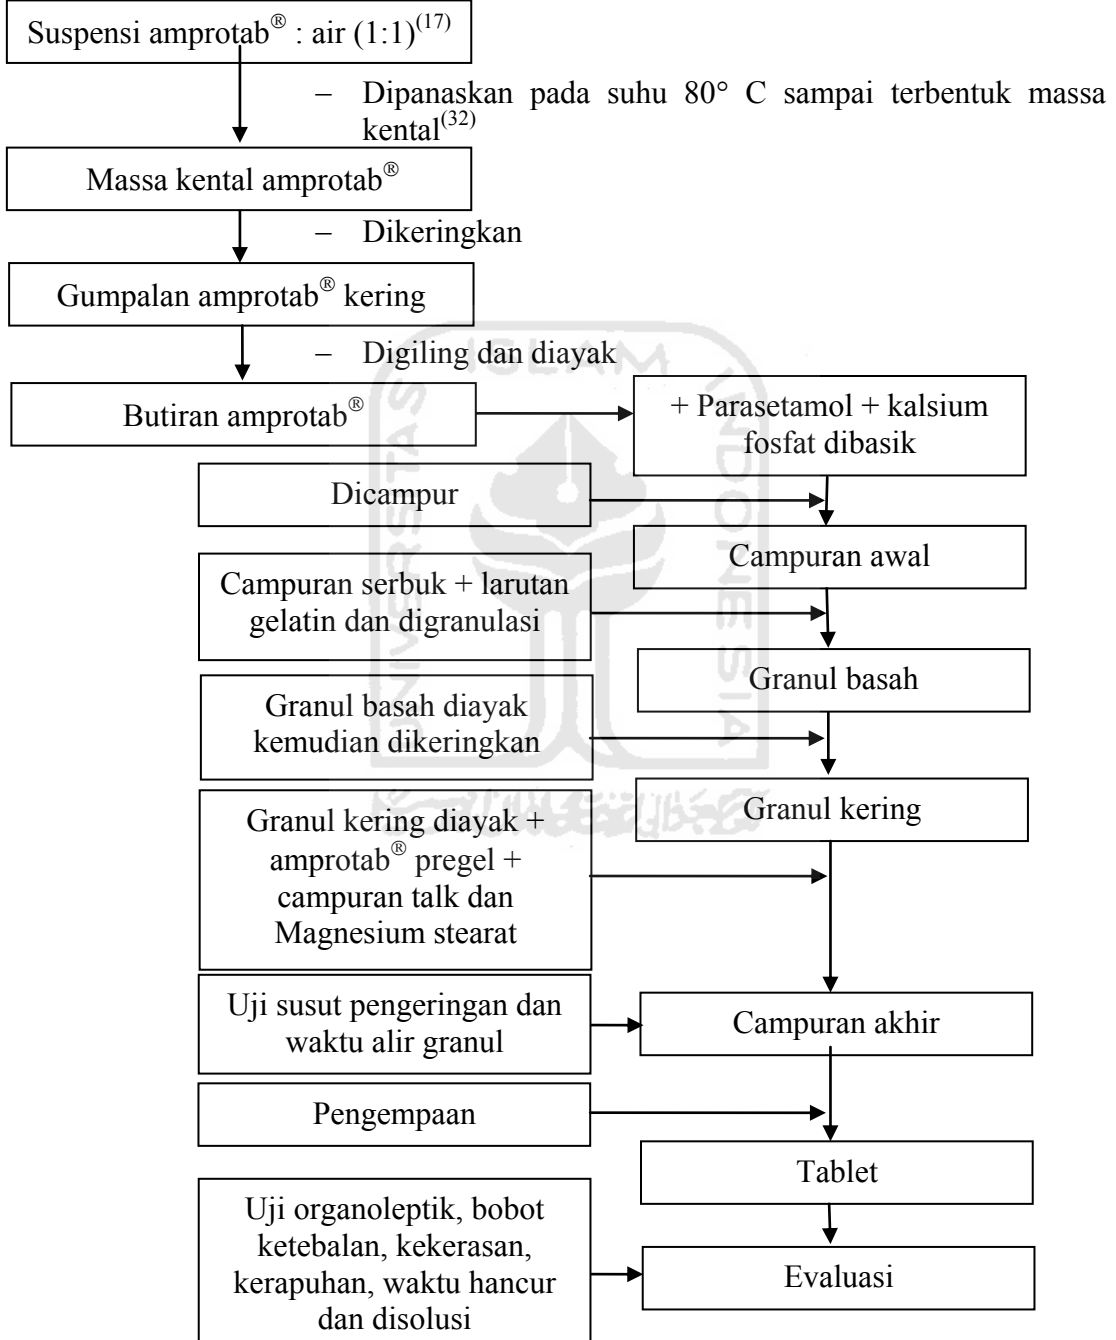 Suspensi amprotab® : air (1:1)(17)
– Dipanaskan pada suhu 80° C sampai terbentuk massa
kental(32)
Massa kental amprotab®
– Dikeringkan
Gumpalan amprotab® kering
– Digiling dan diayak
Butiran amprotab®
+ Parasetamol + kalsium
fosfat dibasik
Dicampur
Campuran awal
Campuran serbuk + larutan
gelatin dan digranulasi
Granul basah
Granul basah diayak
kemudian dikeringkan
Granul kering
Granul kering diayak +
amprotab® pregel +
campuran talk dan
Magnesium stearat
Uji susut pengeringan dan
waktu alir granul
Campuran akhir
Pengempaan
Tablet
Uji organoleptik, bobot
ketebalan, kekerasan,
kerapuhan, waktu hancur
dan disolusi
Evaluasi
UNIVERSITAS
ISLAM
INDONESIA